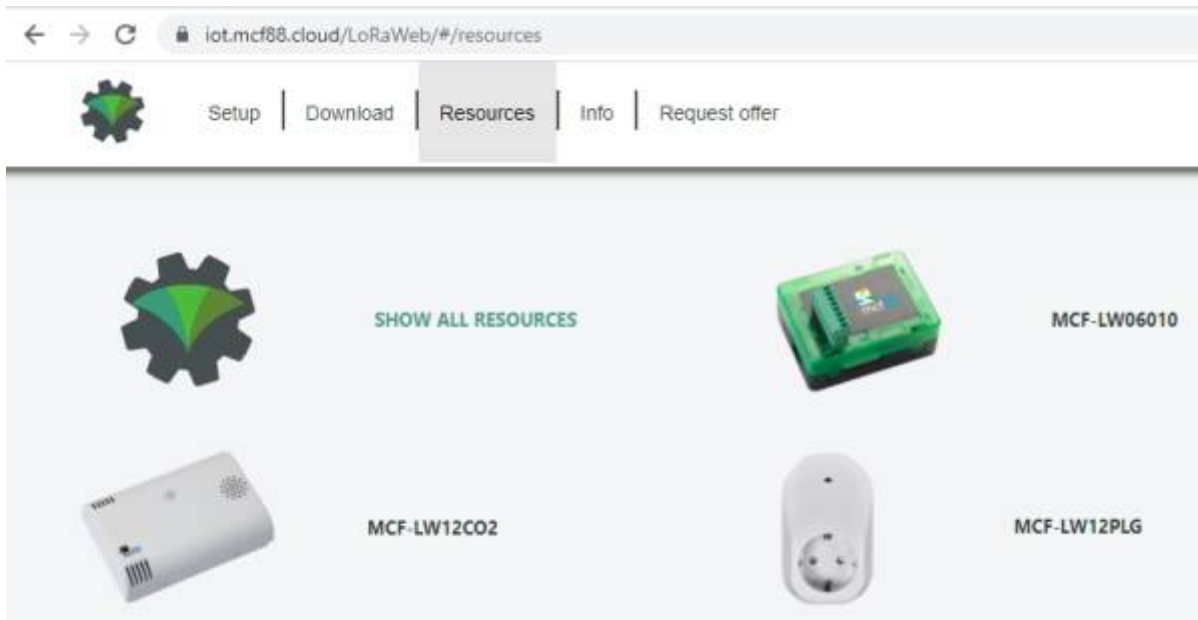 iot.mcf88.cloud/LoRaWeb/#/resources
Setup Download Resources Info Request offer
SHOW ALL RESOURCES
MCF-LW06010
MCF-LW12CO2
MCF-LW12PLG